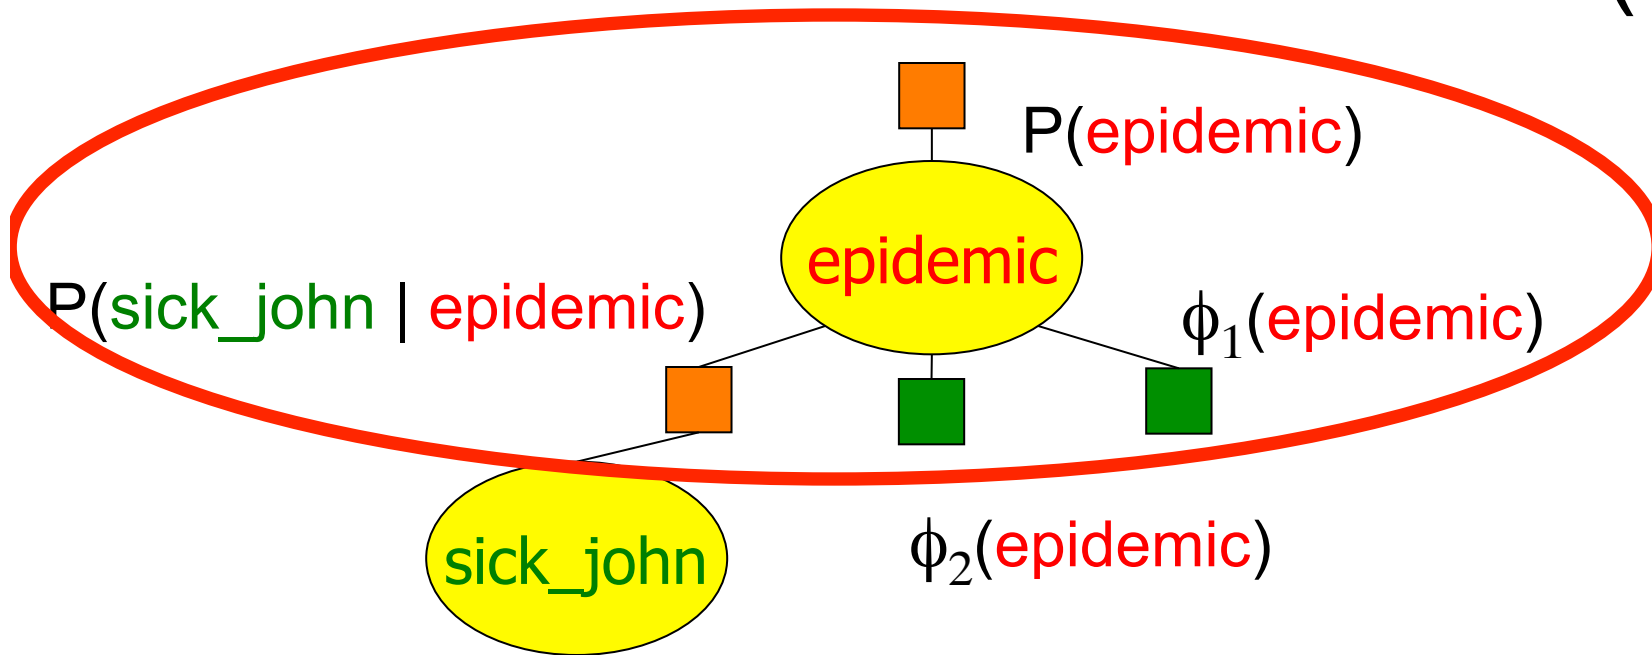 (
P(epidemic)
epidemic
P(sick_john | epidemic)
ϕ₁(epidemic)
sick_john
ϕ₂(epidemic)